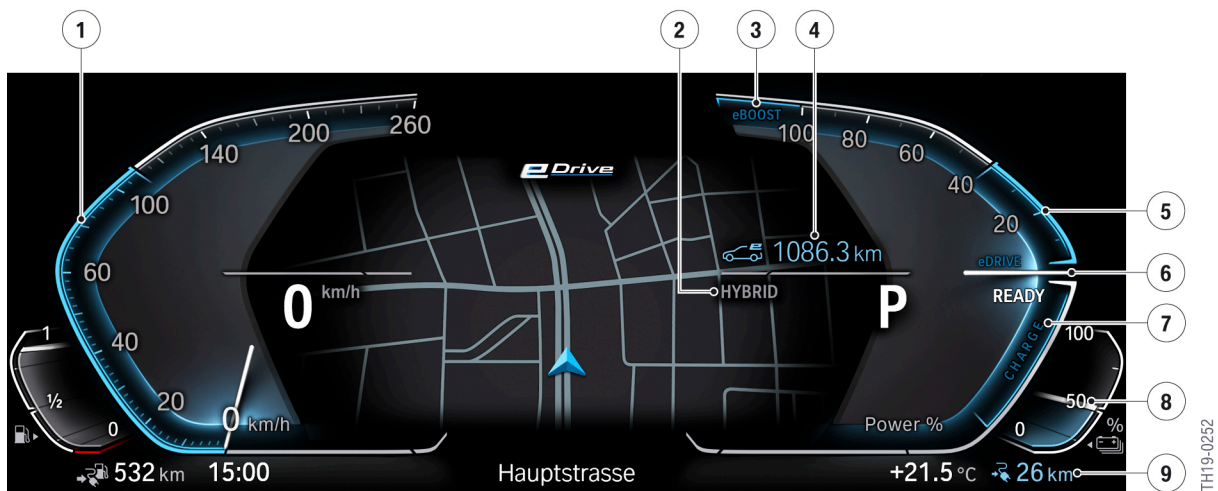 1
2
3
4
200
260
140
100
60
40
20
0
km/h
0
km/h
eDrive
1086.3 km
HYBRID
P
eBOOST
100
80
60
40
20
eDRIVE
READY
CHARGE
Power %
5
6
7
8
9
1
½
0
100
50
0
%
532 km
15:00
Hauptstrasse
+21.5 °C
26 km
TH19-0252